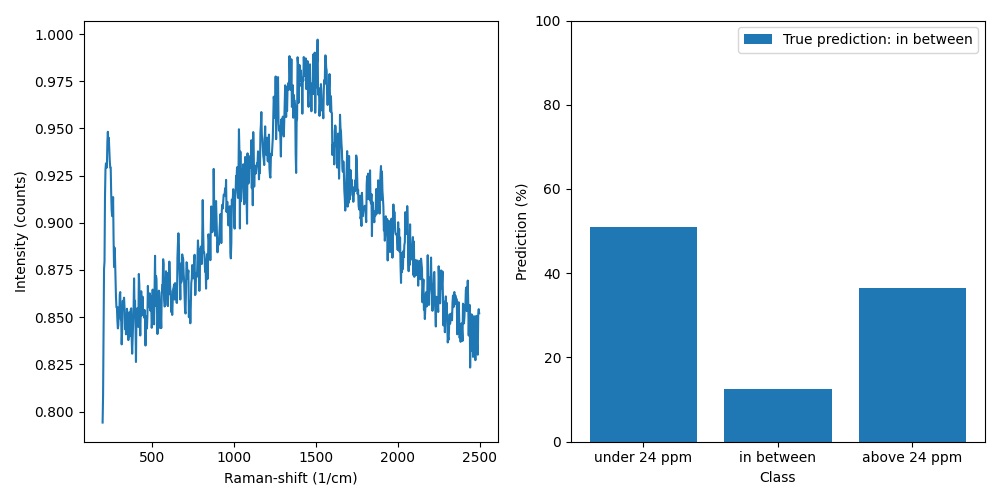 1.000
0.975
0.950
0.925
0.900
0.875
0.850
0.825
0.800
Intensity (counts)
500
1000
1500
2000
2500
Raman-shift (1/cm)
100
80
60
40
20
0
Prediction (%)
True prediction: in between
under 24 ppm
in between
above 24 ppm
Class